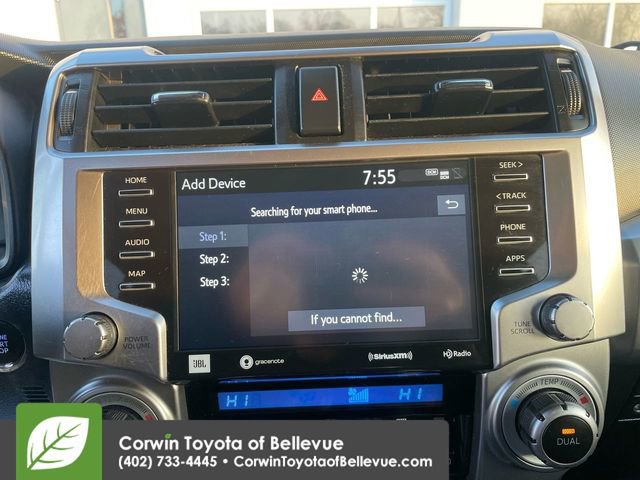 HOME
MENU
AUDIO
MAP
POWER
VOLUME
Add Device
7:55
DCM
DCM
Searching for your smart phone...
Step 1:
Step 2:
Step 3:
If you cannot find...
SEEK >
< TRACK
PHONE
APPS
TUNE
SCROLL
JBL
gracenote
SiriusXM
HD Radio
HI
HI
TEMP
DUAL
Corwin Toyota of Bellevue
(402) 733-4445 • CorwinToyotaofBellevue.com